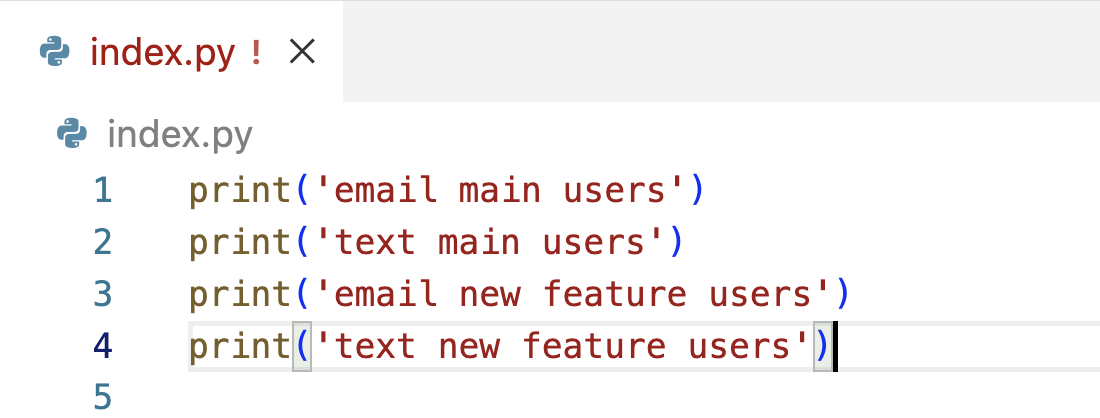 index.py !
index.py
1 print('email main users')
2 print('text main users')
3 print('email new feature users')
4 print('text new feature users')
5